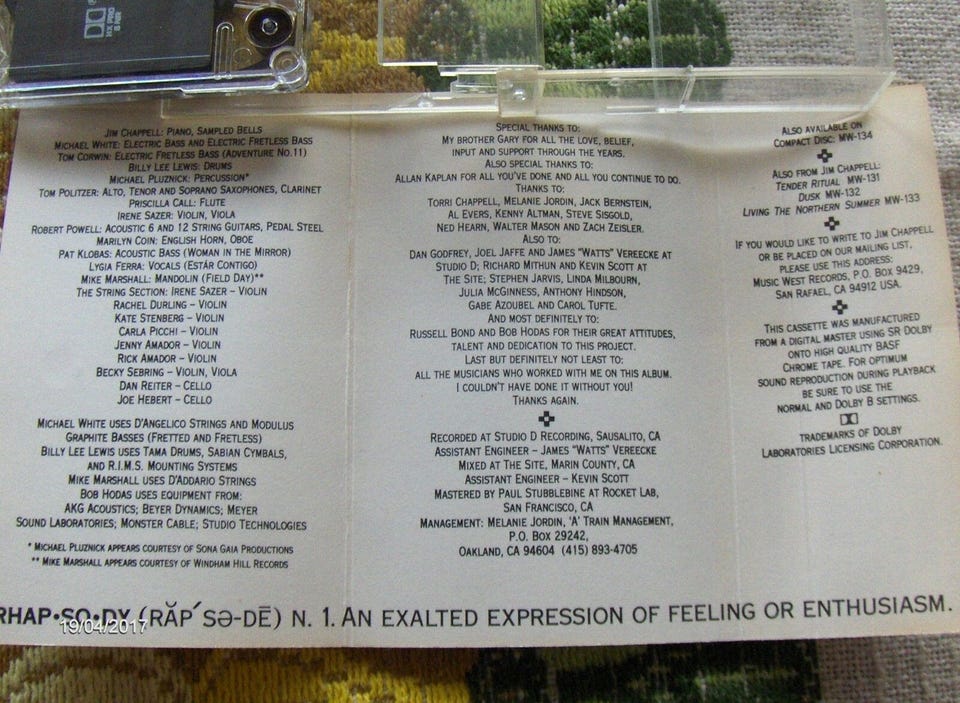 HX PRO
B NR
JIM CHAPPELL: PIANO, SAMPLED BELLS
MICHAEL WHITE: ELECTRIC BASS AND ELECTRIC FRETLESS BASS
TOM CORWIN: ELECTRIC FRETLESS BASS (ADVENTURE NO.11)
BILLY LEE LEWIS: DRUMS
MICHAEL PLUZNICK: PERCUSSION*
TOM POLITZER: ALTO, TENOR AND SOPRANO SAXOPHONES, CLARINET
PRISCILLA CALL: FLUTE
IRENE SAZER: VIOLIN, VIOLA
ROBERT POWELL: ACOUSTIC 6 AND 12 STRING GUITARS, PEDAL STEEL
MARILYN COIN: ENGLISH HORN, OBOE
PAT KLOBAS: ACOUSTIC BASS (WOMAN IN THE MIRROR)
LYGIA FERRA: VOCALS (ESTÁR CONTIGO)
MIKE MARSHALL: MANDOLIN (FIELD DAY)**
THE STRING SECTION: IRENE SAZER – VIOLIN
RACHEL DURLING – VIOLIN
KATE STENBERG – VIOLIN
CARLA PICCHI – VIOLIN
JENNY AMADOR – VIOLIN
RICK AMADOR – VIOLIN
BECKY SEBRING – VIOLIN, VIOLA
DAN REITER – CELLO
JOE HEBERT – CELLO
MICHAEL WHITE USES D'ANGELICO STRINGS AND MODULUS
GRAPHITE BASSES (FRETTED AND FRETLESS)
BILLY LEE LEWIS USES TAMA DRUMS, SABIAN CYMBALS,
AND R.I.M.S. MOUNTING SYSTEMS
MIKE MARSHALL USES D'ADDARIO STRINGS
BOB HODAS USES EQUIPMENT FROM:
AKG ACOUSTICS; BEYER DYNAMICS; MEYER
SOUND LABORATORIES; MONSTER CABLE; STUDIO TECHNOLOGIES
* MICHAEL PLUZNICK APPEARS COURTESY OF SONA GAIA PRODUCTIONS
** MIKE MARSHALL APPEARS COURTESY OF WINDHAM HILL RECORDS
SPECIAL THANKS TO:
MY BROTHER GARY FOR ALL THE LOVE, BELIEF,
INPUT AND SUPPORT THROUGH THE YEARS.
ALSO SPECIAL THANKS TO:
ALLAN KAPLAN FOR ALL YOU'VE DONE AND ALL YOU CONTINUE TO DO.
THANKS TO:
TORRI CHAPPELL, MELANIE JORDIN, JACK BERNSTEIN,
AL EVERS, KENNY ALTMAN, STEVE SISGOLD,
NED HEARN, WALTER MASON AND ZACH ZEISLER.
ALSO TO:
DAN GODFREY, JOEL JAFFE AND JAMES "WATTS" VEREECKE AT
STUDIO D; RICHARD MITHUN AND KEVIN SCOTT AT
THE SITE; STEPHEN JARVIS, LINDA MILBOURN,
JULIA MCGINNESS, ANTHONY HINDSON,
GABE AZOUBEL AND CAROL TUFTE.
AND MOST DEFINITELY TO:
RUSSELL BOND AND BOB HODAS FOR THEIR GREAT ATTITUDES,
TALENT AND DEDICATION TO THIS PROJECT.
LAST BUT DEFINITELY NOT LEAST TO:
ALL THE MUSICIANS WHO WORKED WITH ME ON THIS ALBUM.
I COULDN'T HAVE DONE IT WITHOUT YOU!
THANKS AGAIN.
RECORDED AT STUDIO D RECORDING, SAUSALITO, CA
ASSISTANT ENGINEER – JAMES "WATTS" VEREECKE
MIXED AT THE SITE, MARIN COUNTY, CA
ASSISTANT ENGINEER – KEVIN SCOTT
MASTERED BY PAUL STUBBLEBINE AT ROCKET LAB,
SAN FRANCISCO, CA
MANAGEMENT: MELANIE JORDIN, 'A' TRAIN MANAGEMENT,
P.O. BOX 29242,
OAKLAND, CA 94604 (415) 893-4705
ALSO AVAILABLE ON
COMPACT DISC: MW-134
ALSO FROM JIM CHAPPELL:
TENDER RITUAL MW-131
DUSK MW-132
LIVING THE NORTHERN SUMMER MW-133
IF YOU WOULD LIKE TO WRITE TO JIM CHAPPELL
OR BE PLACED ON OUR MAILING LIST,
PLEASE USE THIS ADDRESS:
MUSIC WEST RECORDS, P.O. BOX 9429,
SAN RAFAEL, CA 94912 USA.
THIS CASSETTE WAS MANUFACTURED
FROM A DIGITAL MASTER USING SR DOLBY
ONTO HIGH QUALITY BASF
CHROME TAPE. FOR OPTIMUM
SOUND REPRODUCTION DURING PLAYBACK
BE SURE TO USE THE
NORMAL AND DOLBY B SETTINGS.
TRADEMARKS OF DOLBY
LABORATORIES LICENSING CORPORATION.
RHAP•SO•DY (RĂP´SƏ-DĒ) N. 1. AN EXALTED EXPRESSION OF FEELING OR ENTHUSIASM.
19/04/2017